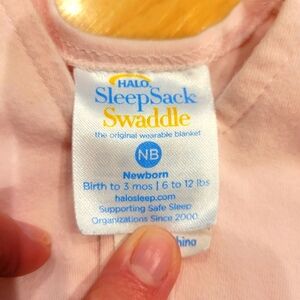 HALO.
SleepSack
Swaddle
the original wearable blanket
NB
Newborn
Birth to 3 mos | 6 to 12 lbs
halosleep.com
Supporting Safe Sleep
Organizations Since 2000